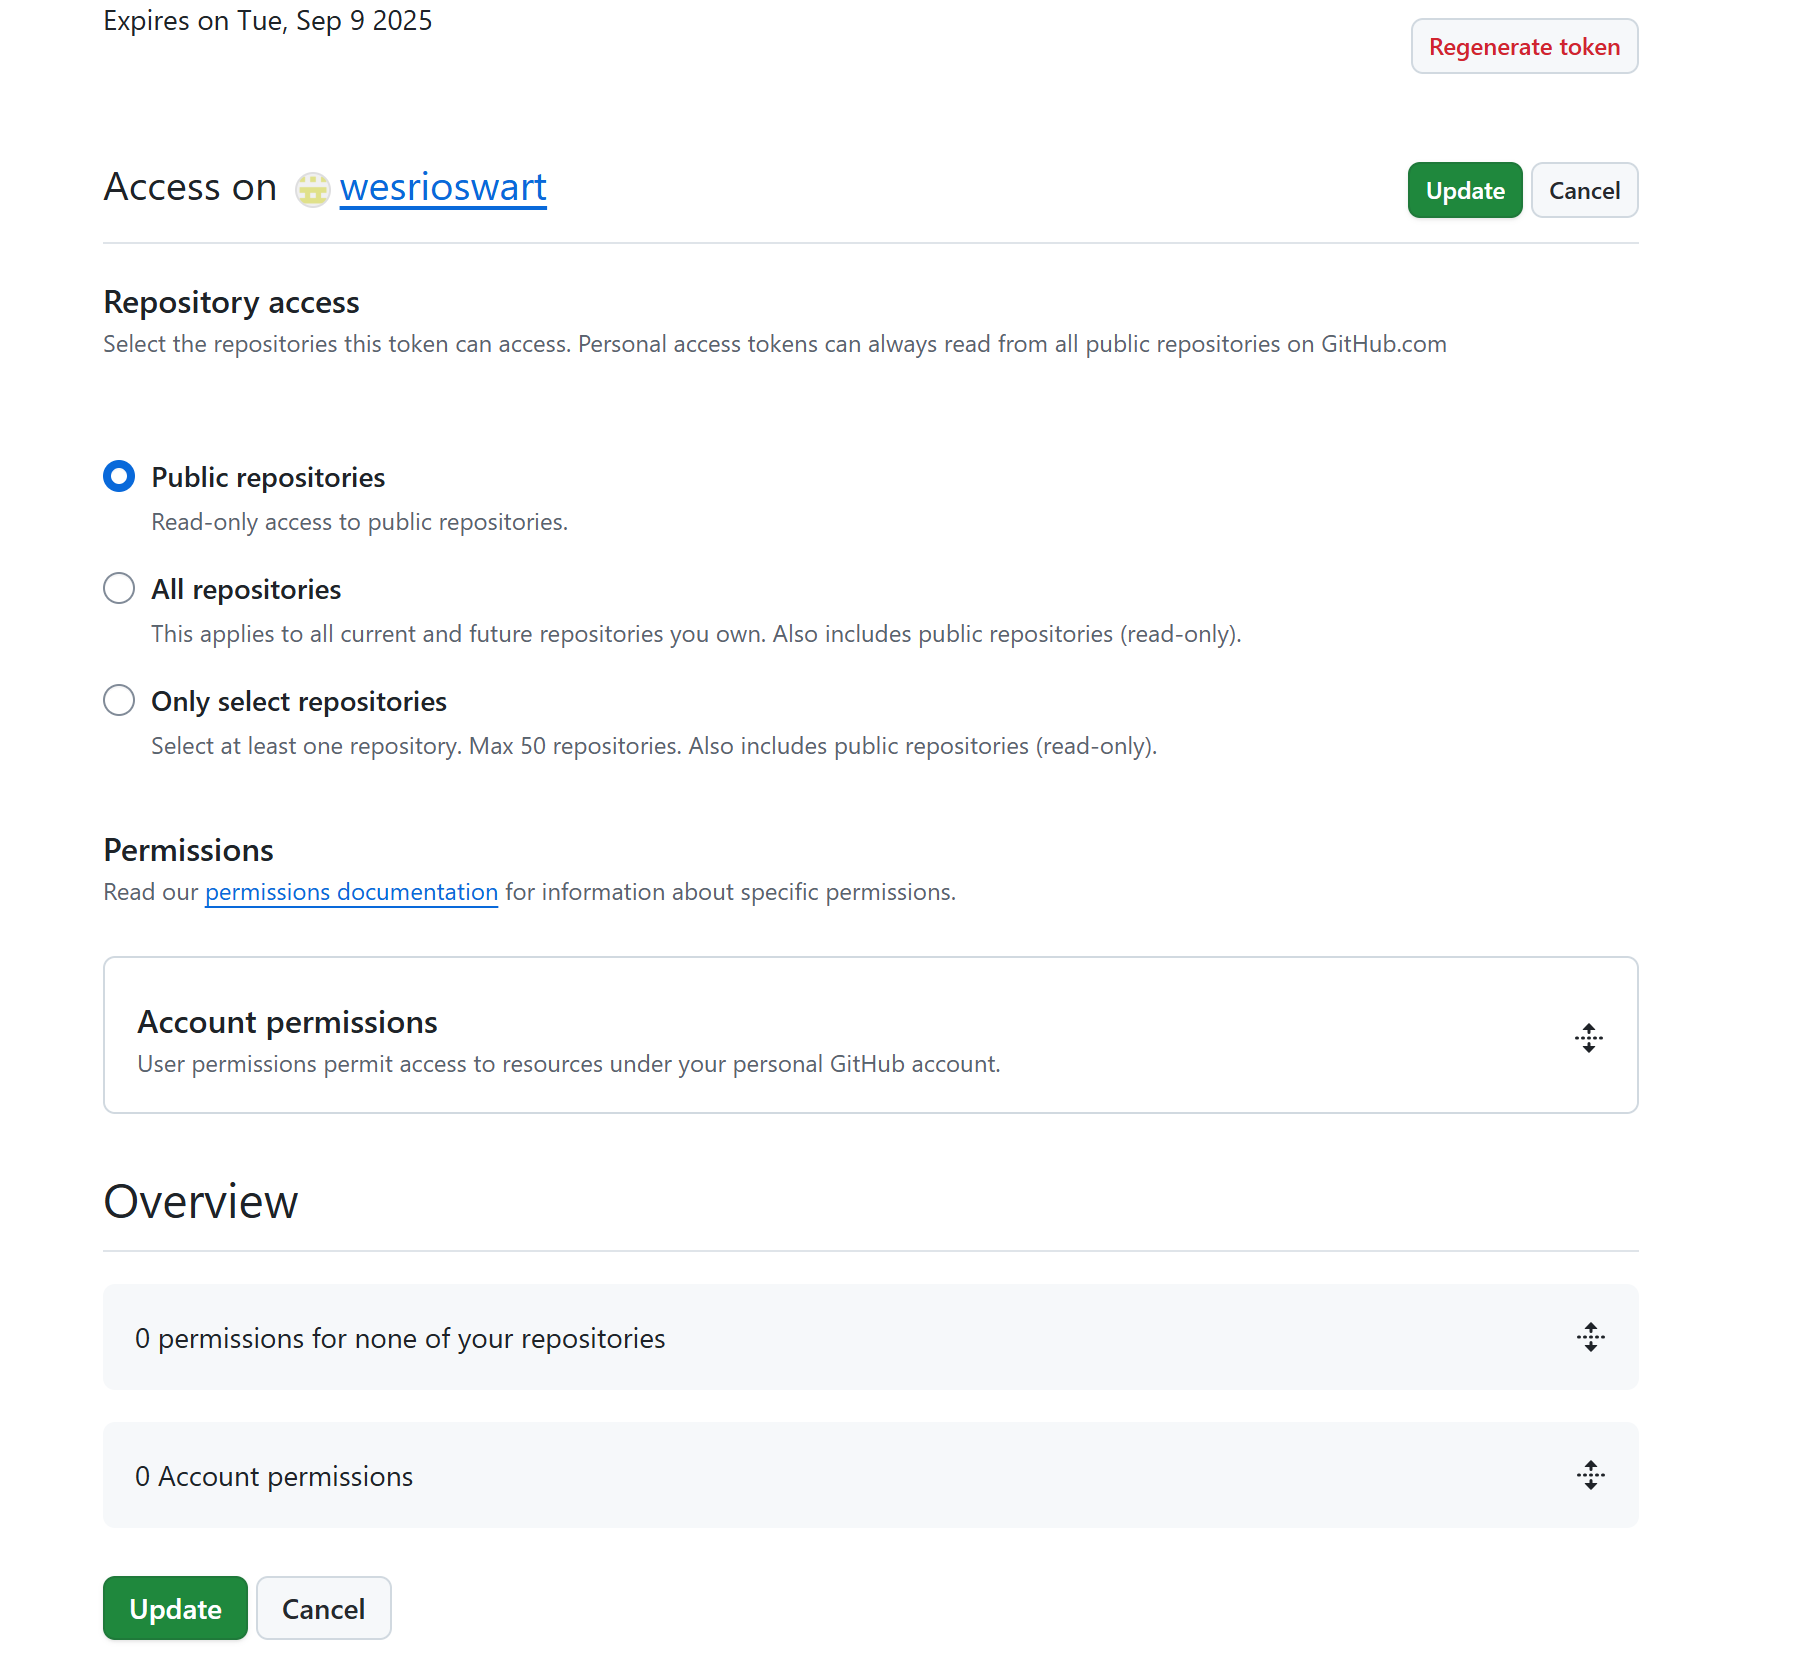 Expires on Tue, Sep 9 2025
Regenerate token
Access on wesrioswart
Update
Cancel
Repository access
Select the repositories this token can access. Personal access tokens can always read from all public repositories on GitHub.com
Public repositories
Read-only access to public repositories.
All repositories
This applies to all current and future repositories you own. Also includes public repositories (read-only).
Only select repositories
Select at least one repository. Max 50 repositories. Also includes public repositories (read-only).
Permissions
Read our permissions documentation for information about specific permissions.
Account permissions
User permissions permit access to resources under your personal GitHub account.
Overview
0 permissions for none of your repositories
0 Account permissions
Update
Cancel